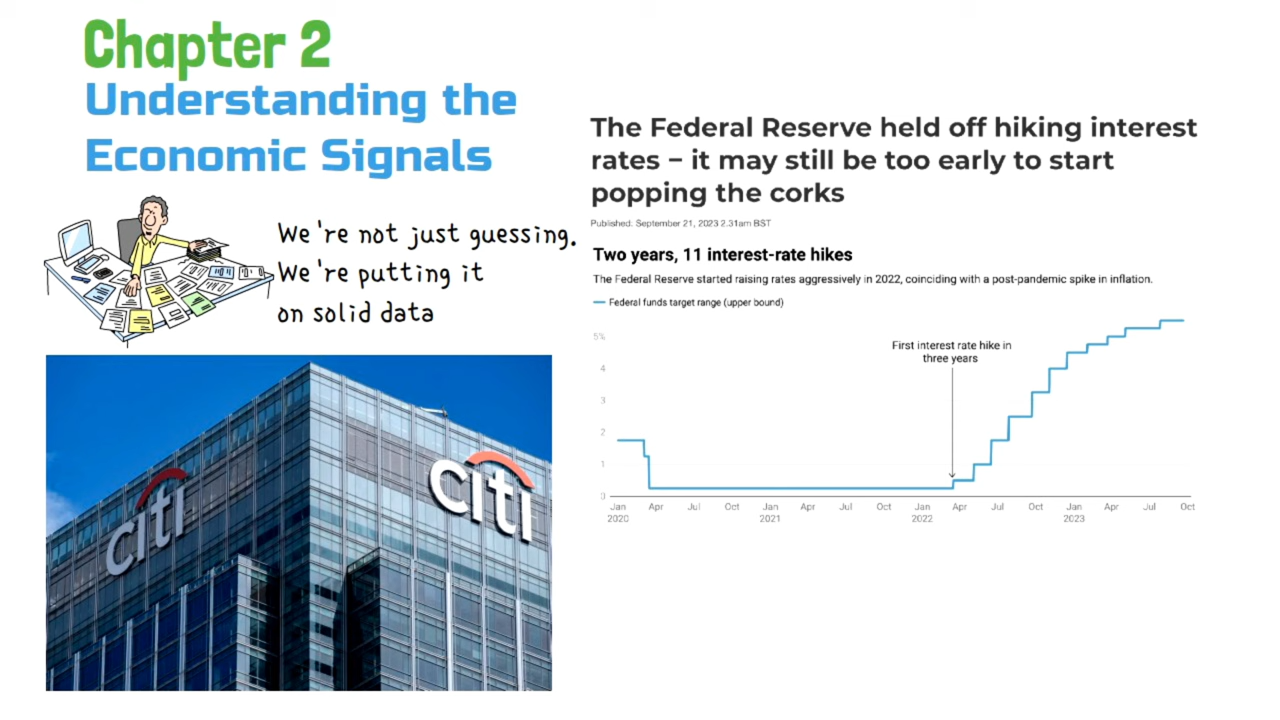 Chapter 2
Understanding the
Economic Signals
We're not just guessing.
We're putting it
on solid data
citi
citi
The Federal Reserve held off hiking interest
rates – it may still be too early to start
popping the corks
Published: September 21, 2023 2.31am BST
Two years, 11 interest-rate hikes
The Federal Reserve started raising rates aggressively in 2022, coinciding with a post-pandemic spike in inflation.
Federal funds target range (upper bound)
First interest rate hike in
three years
5%
4
3
2
1
0
Jan Apr Jul Oct Jan Apr Jul Oct Jan Apr Jul Oct Jan Apr Jul Oct
2020 2021 2022 2023